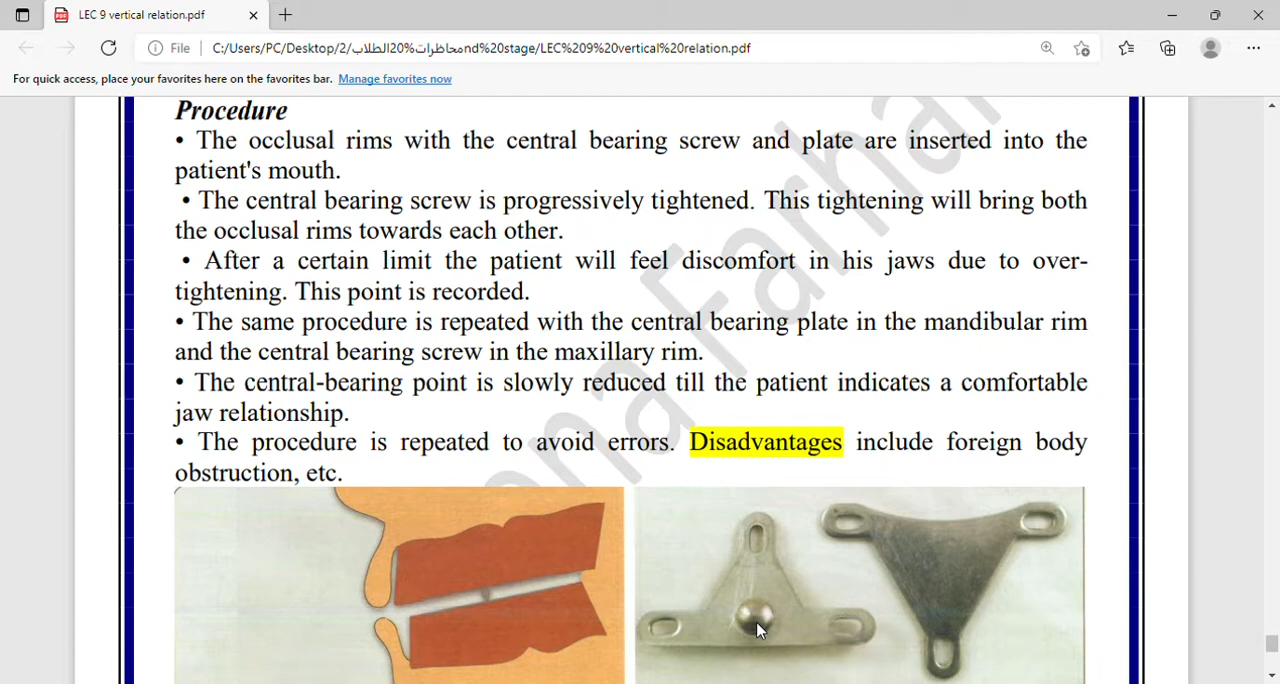 LEC 9 vertical relation.pdf
File C:/Users/PC/Desktop/2/محاظرات%20الطلاب/2nd%20stage/LEC%209%20vertical%20relation.pdf
For quick access, place your favorites here on the favorites bar. Manage favorites now
Procedure
• The occlusal rims with the central bearing screw and plate are inserted into the
patient's mouth.
• The central bearing screw is progressively tightened. This tightening will bring both
the occlusal rims towards each other.
• After a certain limit the patient will feel discomfort in his jaws due to over-
tightening. This point is recorded.
• The same procedure is repeated with the central bearing plate in the mandibular rim
and the central bearing screw in the maxillary rim.
• The central-bearing point is slowly reduced till the patient indicates a comfortable
jaw relationship.
• The procedure is repeated to avoid errors. Disadvantages include foreign body
obstruction, etc.
ona Farhan